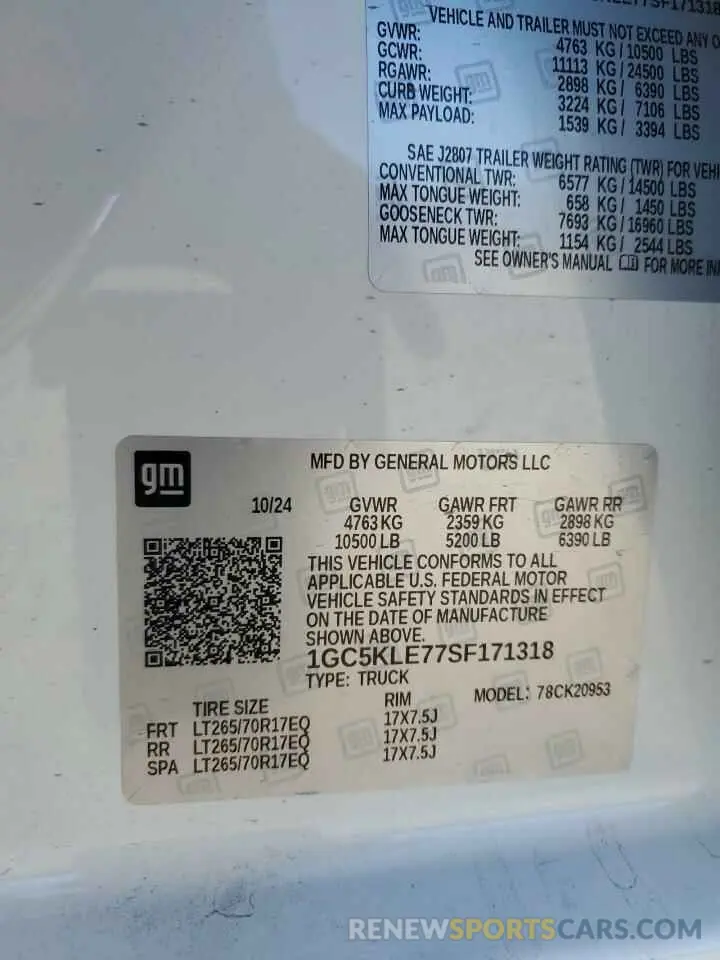 SF171318
VEHICLE AND TRAILER MUST NOT EXCEED ANY O
GVWR: 4763 KG/10500 LBS
GCWR: 11113 KG/24500 LBS
RGAWR: 2898 KG/ 6390 LBS
CURB WEIGHT: 3224 KG/ 7106 LBS
MAX PAYLOAD: 1539 KG/ 3394 LBS
SAE J2807 TRAILER WEIGHT RATING (TWR) FOR VEHI
CONVENTIONAL TWR: 6577 KG/14500 LBS
MAX TONGUE WEIGHT: 658 KG/ 1450 LBS
GOOSENECK TWR: 7693 KG/16960 LBS
MAX TONGUE WEIGHT: 1154 KG/ 2544 LBS
SEE OWNER'S MANUAL FOR MORE IN
gm
MFD BY GENERAL MOTORS LLC
10/24 GVWR GAWR FRT GAWR RR
4763 KG 2359 KG 2898 KG
10500 LB 5200 LB 6390 LB
THIS VEHICLE CONFORMS TO ALL
APPLICABLE U.S. FEDERAL MOTOR
VEHICLE SAFETY STANDARDS IN EFFECT
ON THE DATE OF MANUFACTURE
SHOWN ABOVE.
1GC5KLE77SF171318
TYPE: TRUCK MODEL: 78CK20953
TIRE SIZE RIM
FRT LT265/70R17EQ 17X7.5J
RR LT265/70R17EQ 17X7.5J
SPA LT265/70R17EQ 17X7.5J
RENEWSPORTSCARS.COM